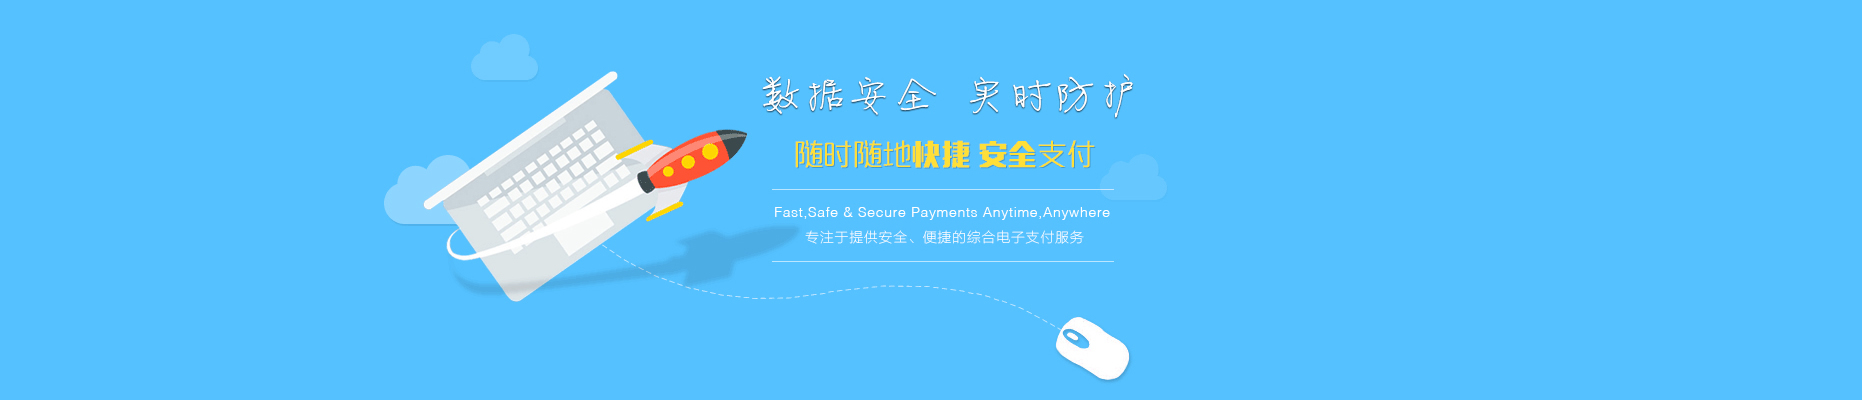 数据安全 实时防护
随时随地快捷 安全支付
Fast,Safe & Secure Payments Anytime,Anywhere
专注于提供安全、便捷的综合电子支付服务